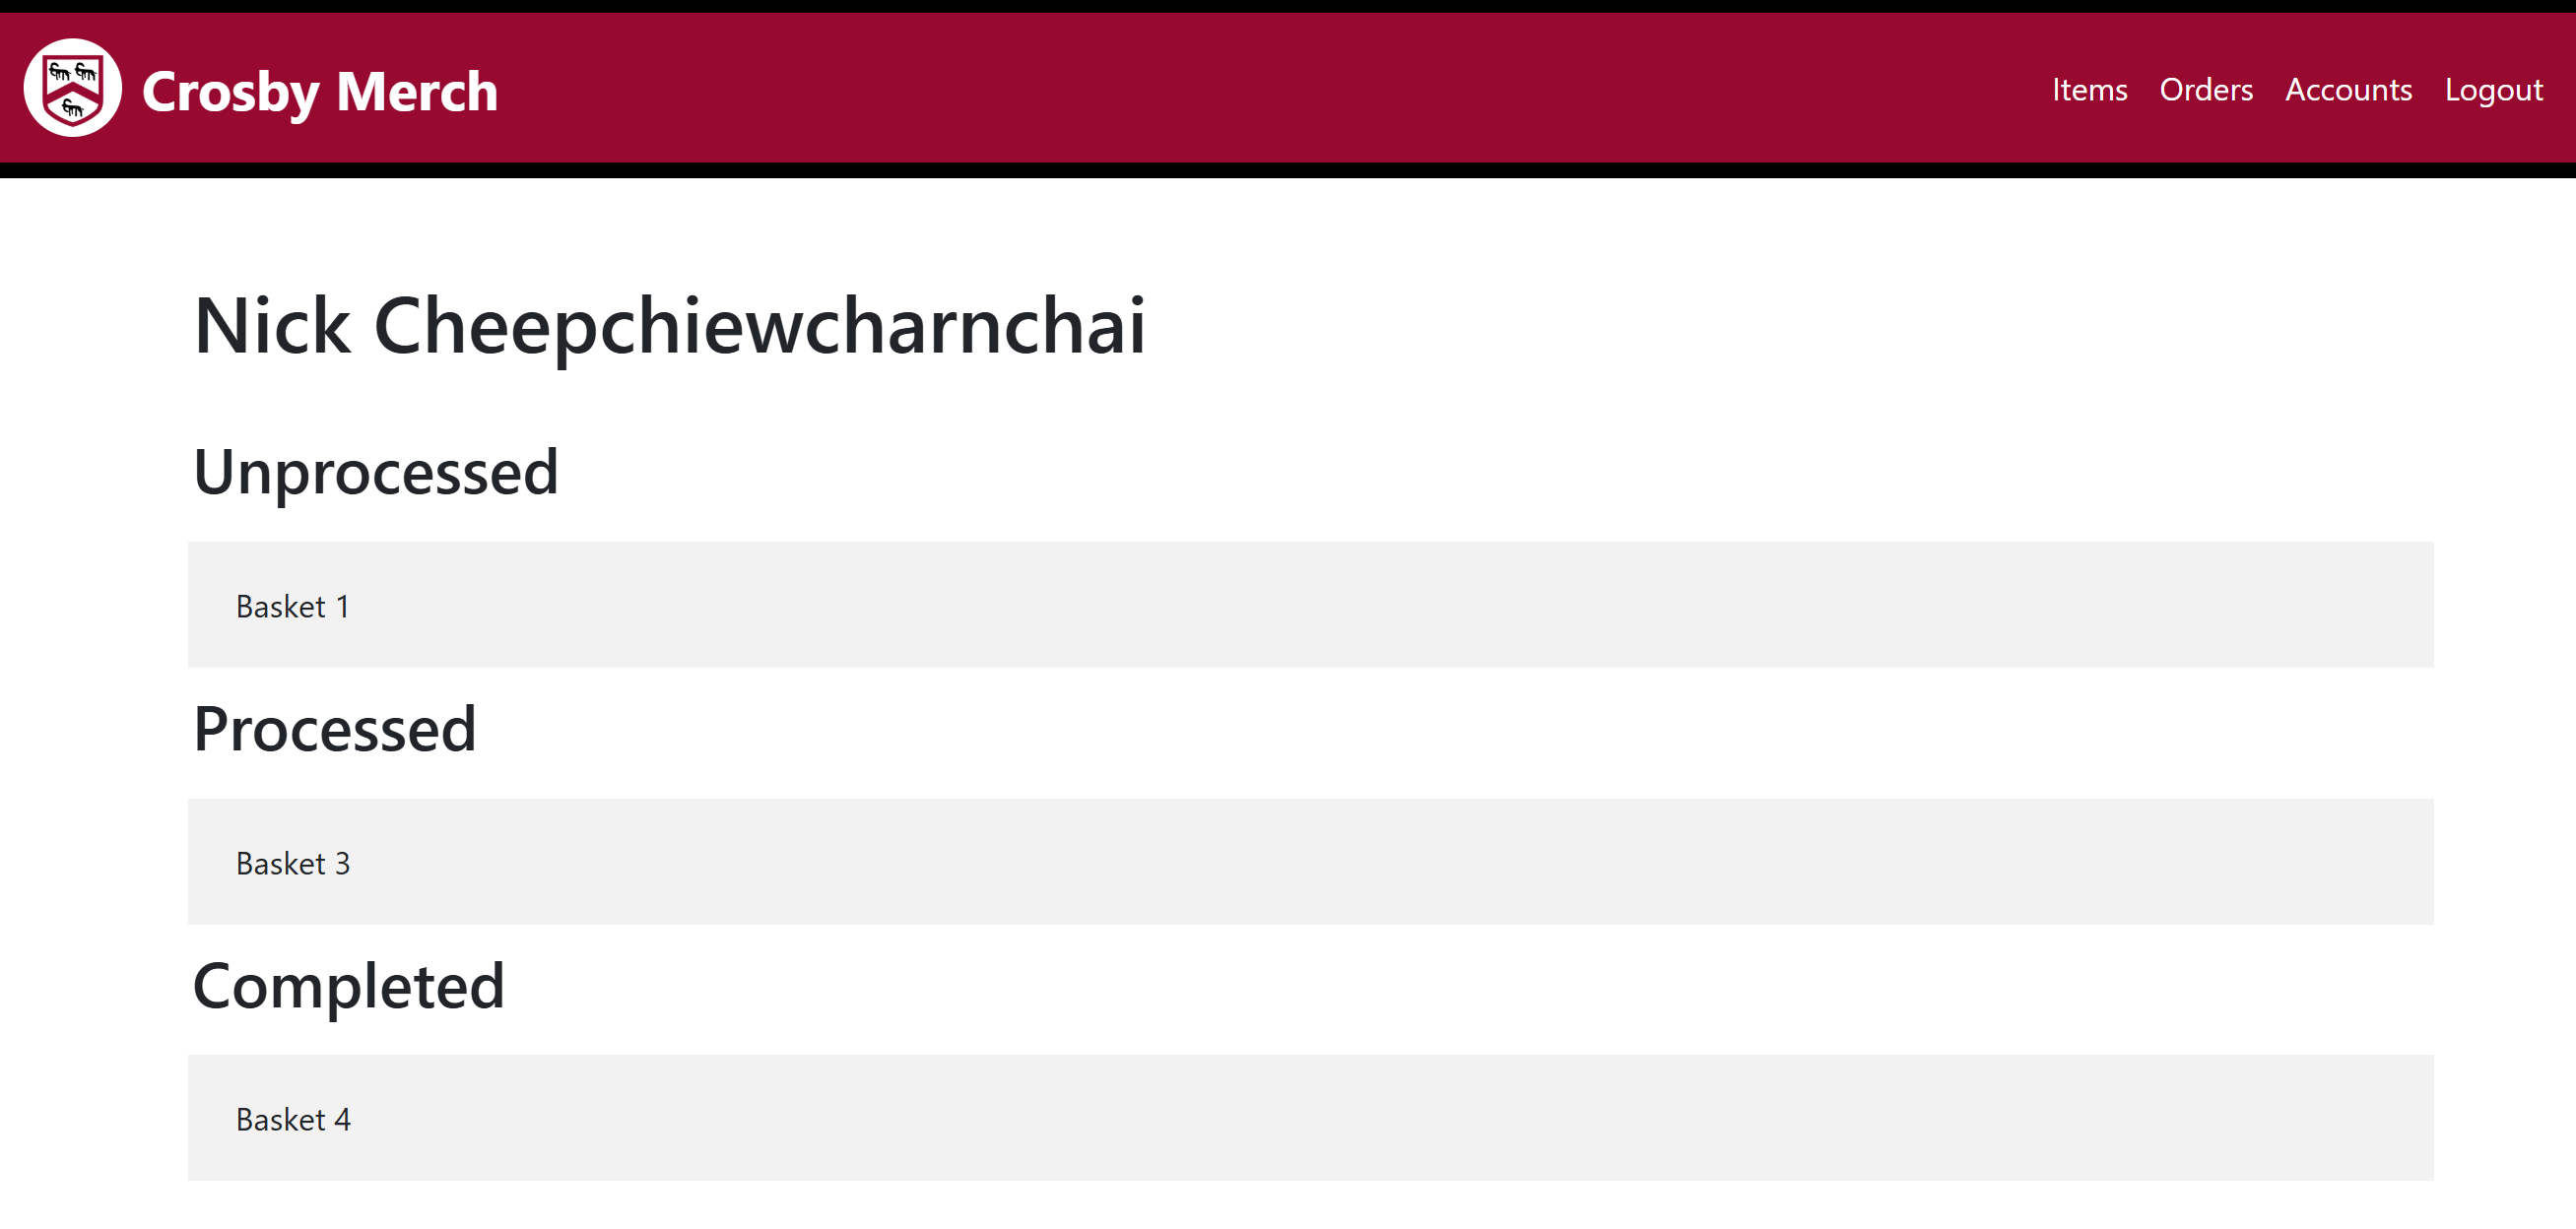 Crosby Merch
Items Orders Accounts Logout
Nick Cheepchiewcharnchai
Unprocessed
Basket 1
Processed
Basket 3
Completed
Basket 4